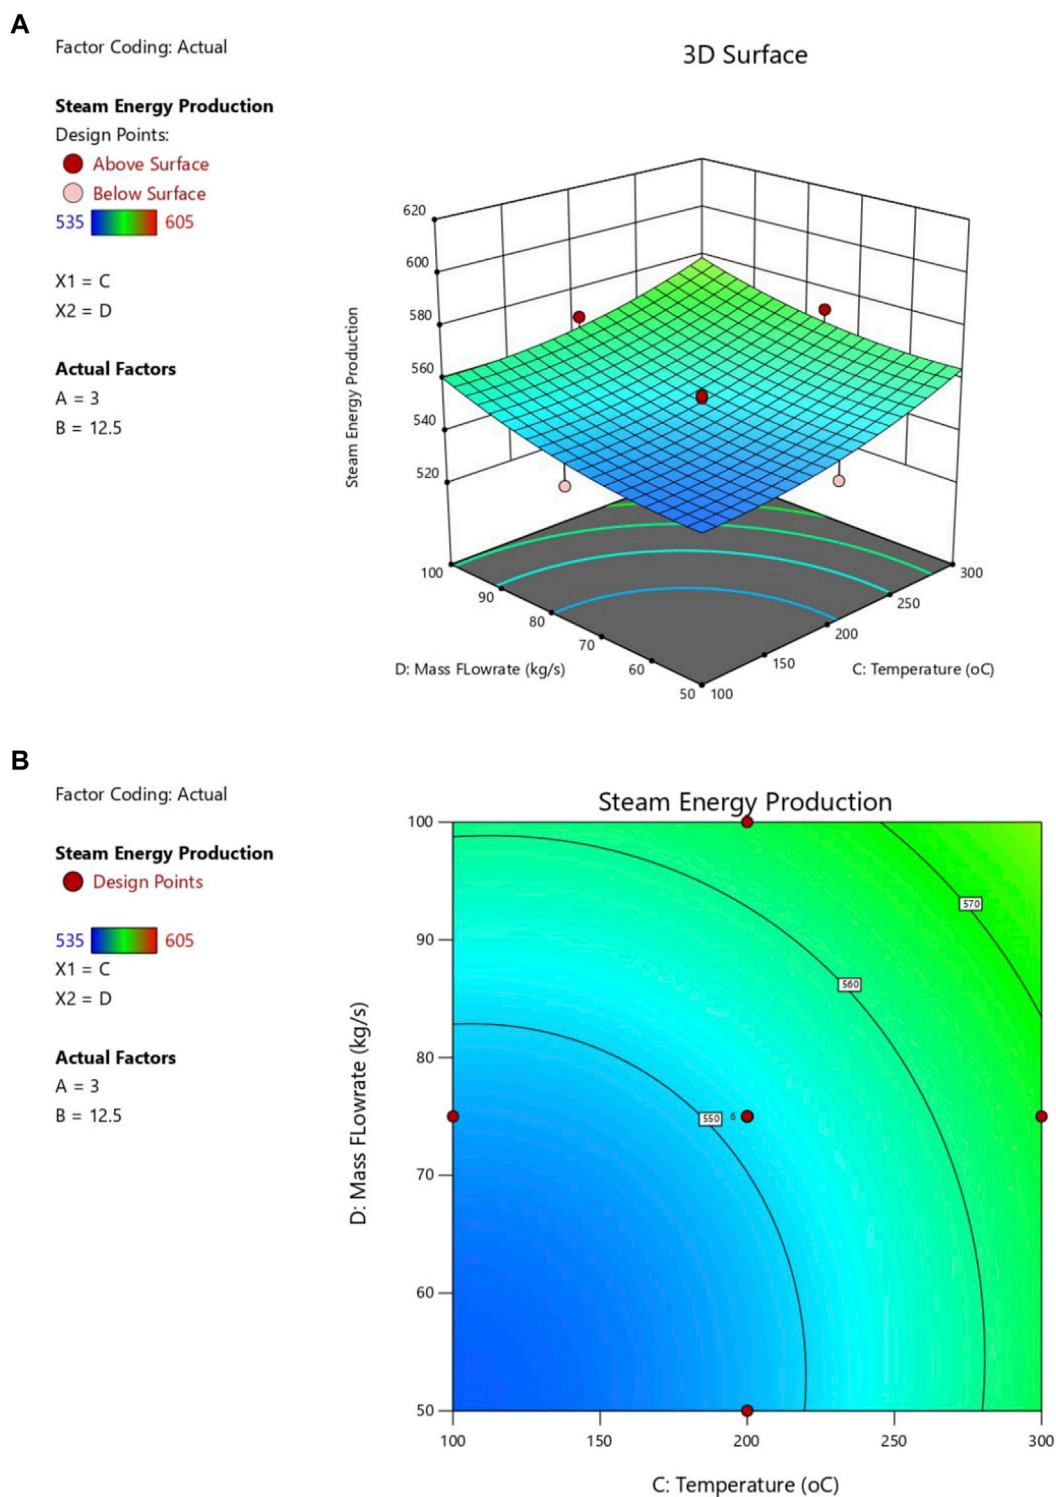 A
Factor Coding: Actual
3D Surface
Steam Energy Production
Design Points:
Above Surface
Below Surface
535 605
X1 = C
X2 = D
Actual Factors
A = 3
B = 12.5
Steam Energy Production
620
600
580
560
540
520
100
90
80
70
60
50
100
150
200
250
300
D: Mass FLowrate (kg/s)
C: Temperature (oC)
B
Factor Coding: Actual
Steam Energy Production
Steam Energy Production
Design Points
535 605
X1 = C
X2 = D
Actual Factors
A = 3
B = 12.5
D: Mass FLowrate (kg/s)
100
90
80
70
60
50
570
560
550 6
100 150 200 250 300
C: Temperature (oC)